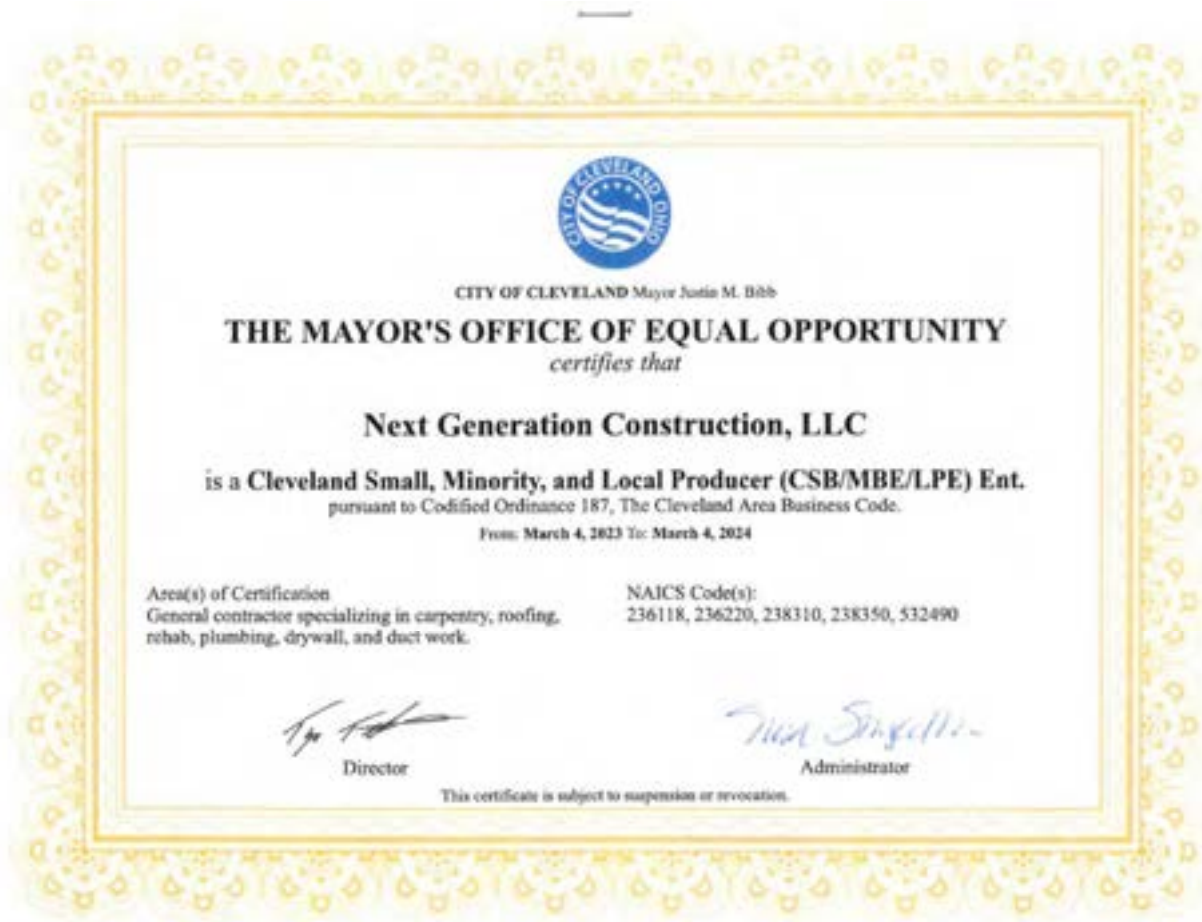 CITY OF CLEVELAND OHIO
CITY OF CLEVELAND Mayor Justin M. Bibb
THE MAYOR'S OFFICE OF EQUAL OPPORTUNITY
certifies that
Next Generation Construction, LLC
is a Cleveland Small, Minority, and Local Producer (CSB/MBE/LPE) Ent.
pursuant to Codified Ordinance 187, The Cleveland Area Business Code.
From: March 4, 2023 To: March 4, 2024
Area(s) of Certification
General contractor specializing in carpentry, roofing,
rehab, plumbing, drywall, and duct work.
NAICS Code(s):
236118, 236220, 238310, 238350, 532490
Director
Administrator
This certificate is subject to suspension or revocation.